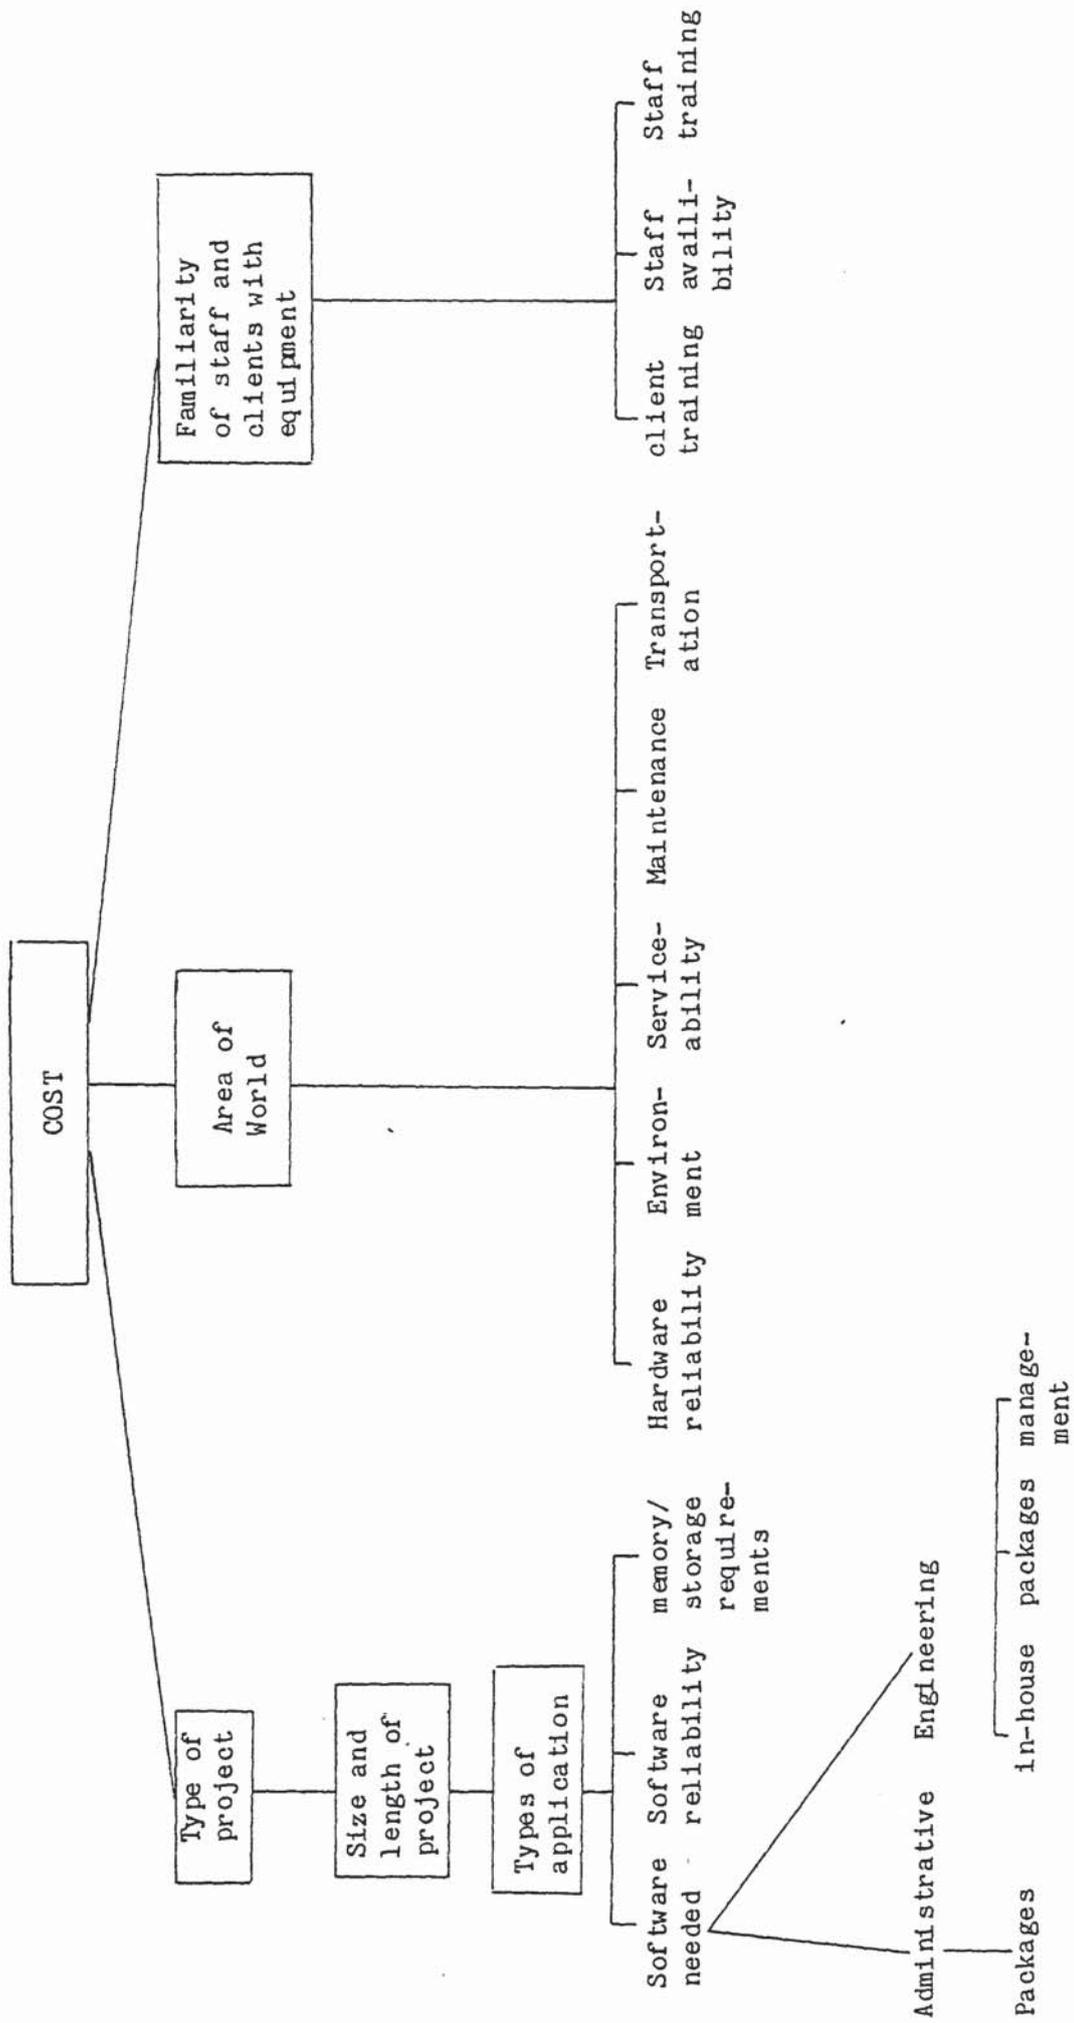 COST
Type of
project
Area of
World
Familiarity
of staff and
clients with
equipment
Size and
length of
project
Types of
application
Software
needed
Software
reliability
memory/
storage
require-
ments
Hardware
reliability
Environ-
ment
Service-
ability
Maintenance
Transport-
ation
client
training
Staff
availi-
bility
Staff
training
Administrative
Engineering
Packages
in-house
packages
manage-
ment